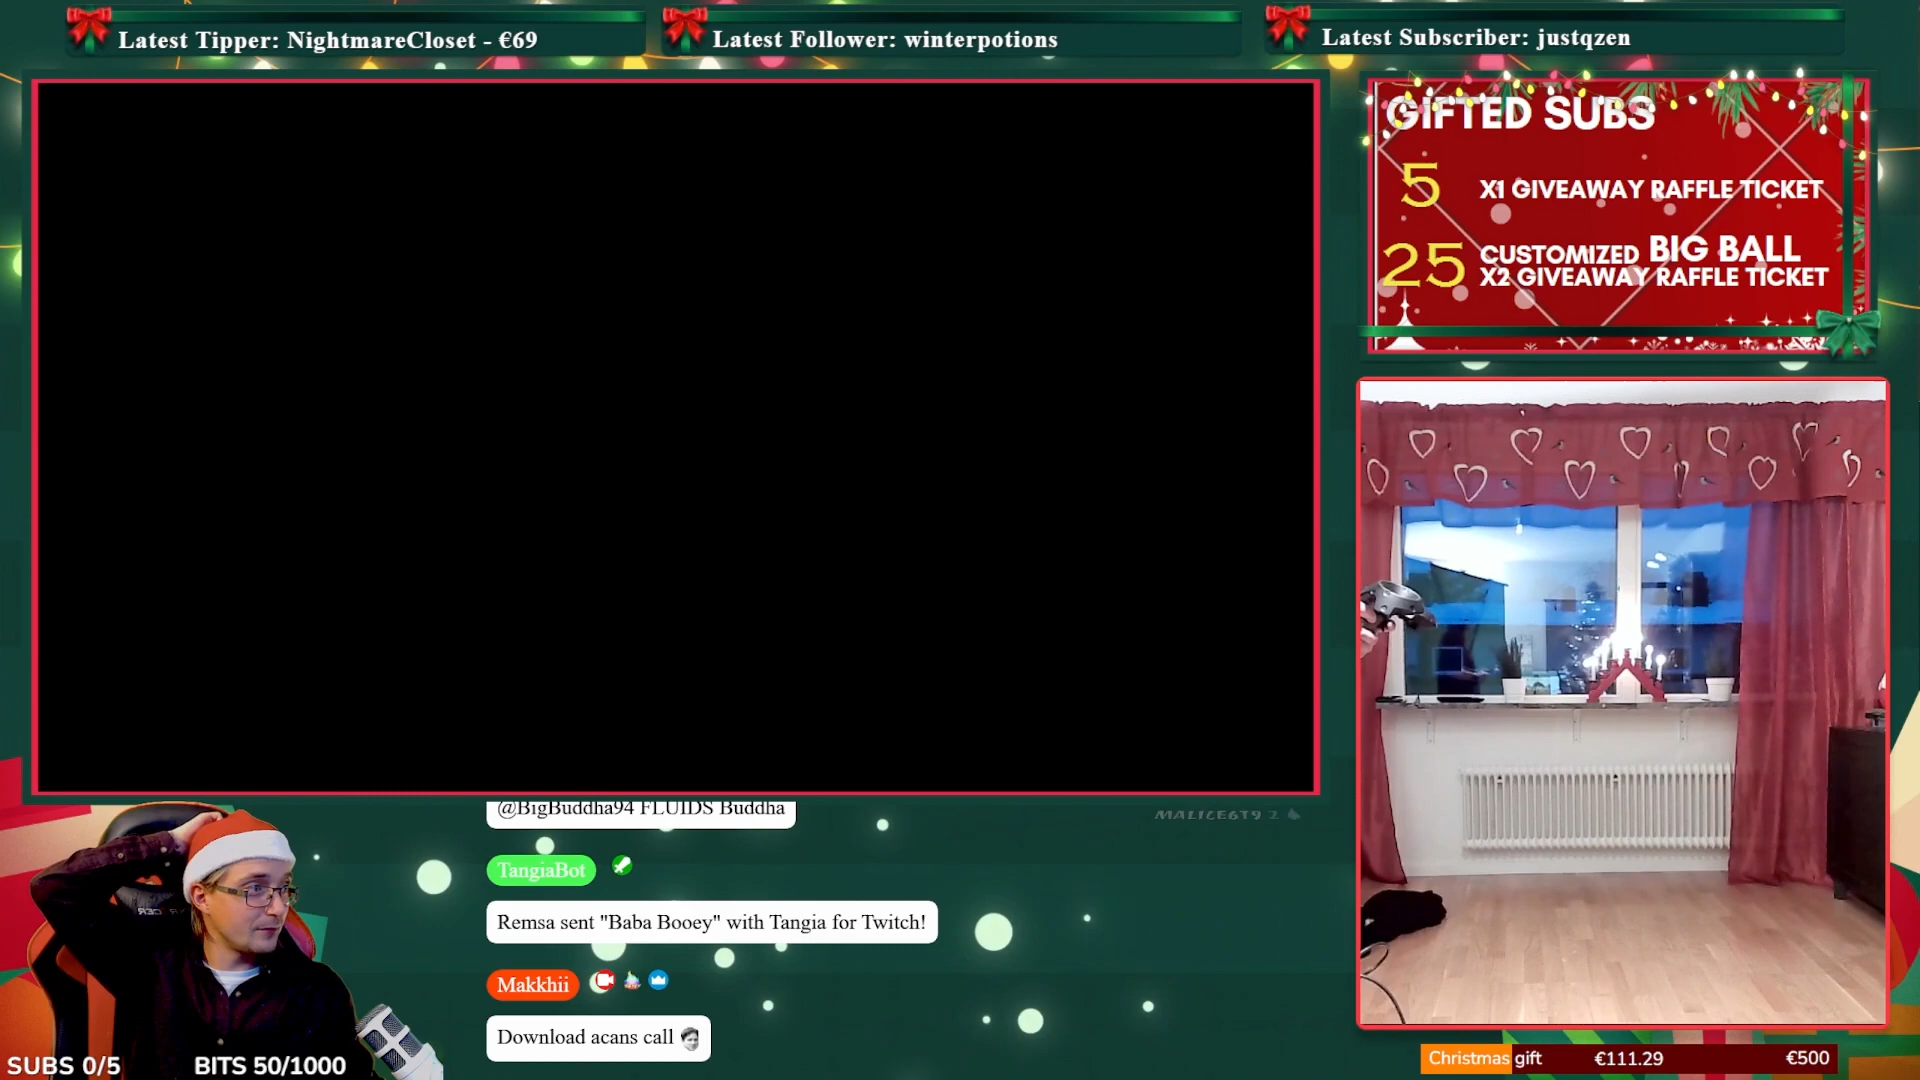 Latest Tipper: NightmareCloset - €69
Latest Follower: winterpotions
Latest Subscriber: justqzen
GIFTED SUBS
5 X1 GIVEAWAY RAFFLE TICKET
25 CUSTOMIZED BIG BALL
X2 GIVEAWAY RAFFLE TICKET
@BigBuddha94 FLUIDS Buddha
MALICE6T9 2
TangiaBot
Remsa sent "Baba Booey" with Tangia for Twitch!
Makkhii
Download acans call
SUBS 0/5
BITS 50/1000
Christmas gift €111.29 €500